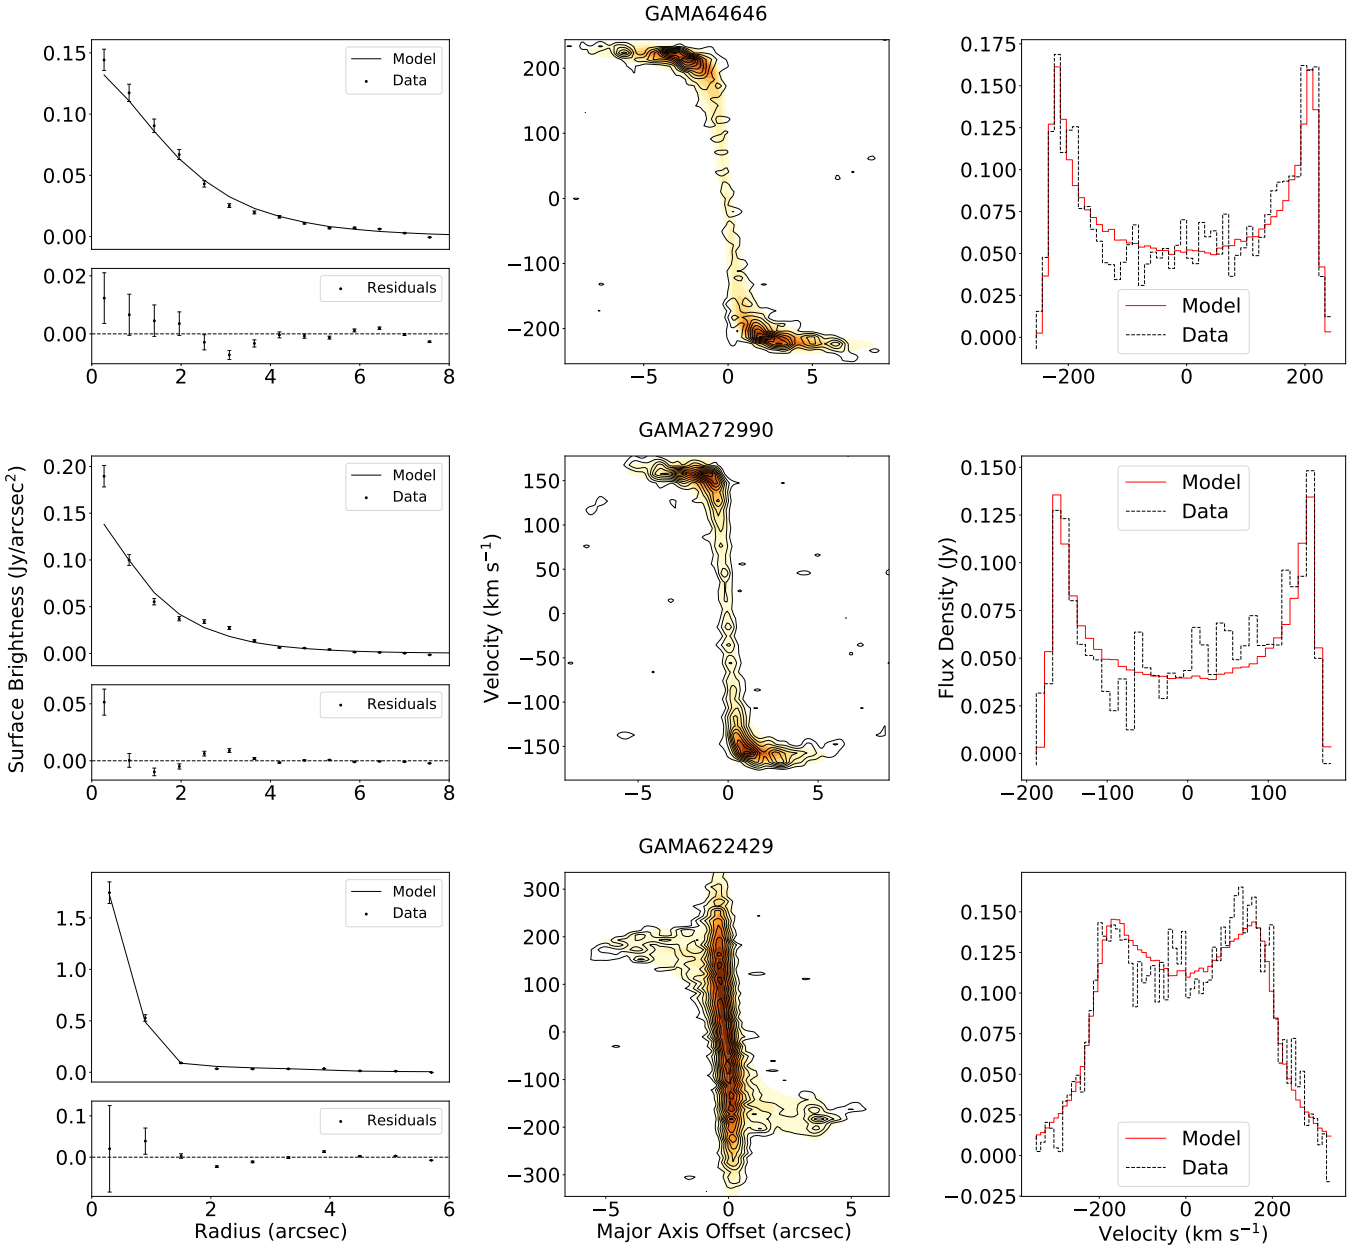 GAMA64646
0.15
0.10
0.05
0.00
Model
Data
0.02
0.00
Residuals
0 2 4 6 8
200
100
0
−100
−200
−5 0 5
0.175
0.150
0.125
0.100
0.075
0.050
0.025
0.000
Model
Data
−200 0 200
GAMA272990
Surface Brightness (Jy/arcsec2)
0.20
0.15
0.10
0.05
0.00
Model
Data
0.05
0.00
Residuals
0 2 4 6 8
Velocity (km s−1)
150
100
50
0
−50
−100
−150
−5 0 5
Flux Density (Jy)
0.150
0.125
0.100
0.075
0.050
0.025
0.000
Model
Data
−200 −100 0 100
GAMA622429
1.5
1.0
0.5
0.0
Model
Data
0.1
0.0
Residuals
0 2 4 6
Radius (arcsec)
300
200
100
0
−100
−200
−300
−5 0 5
Major Axis Offset (arcsec)
0.150
0.125
0.100
0.075
0.050
0.025
0.000
−0.025
Model
Data
−200 0 200
Velocity (km s−1)